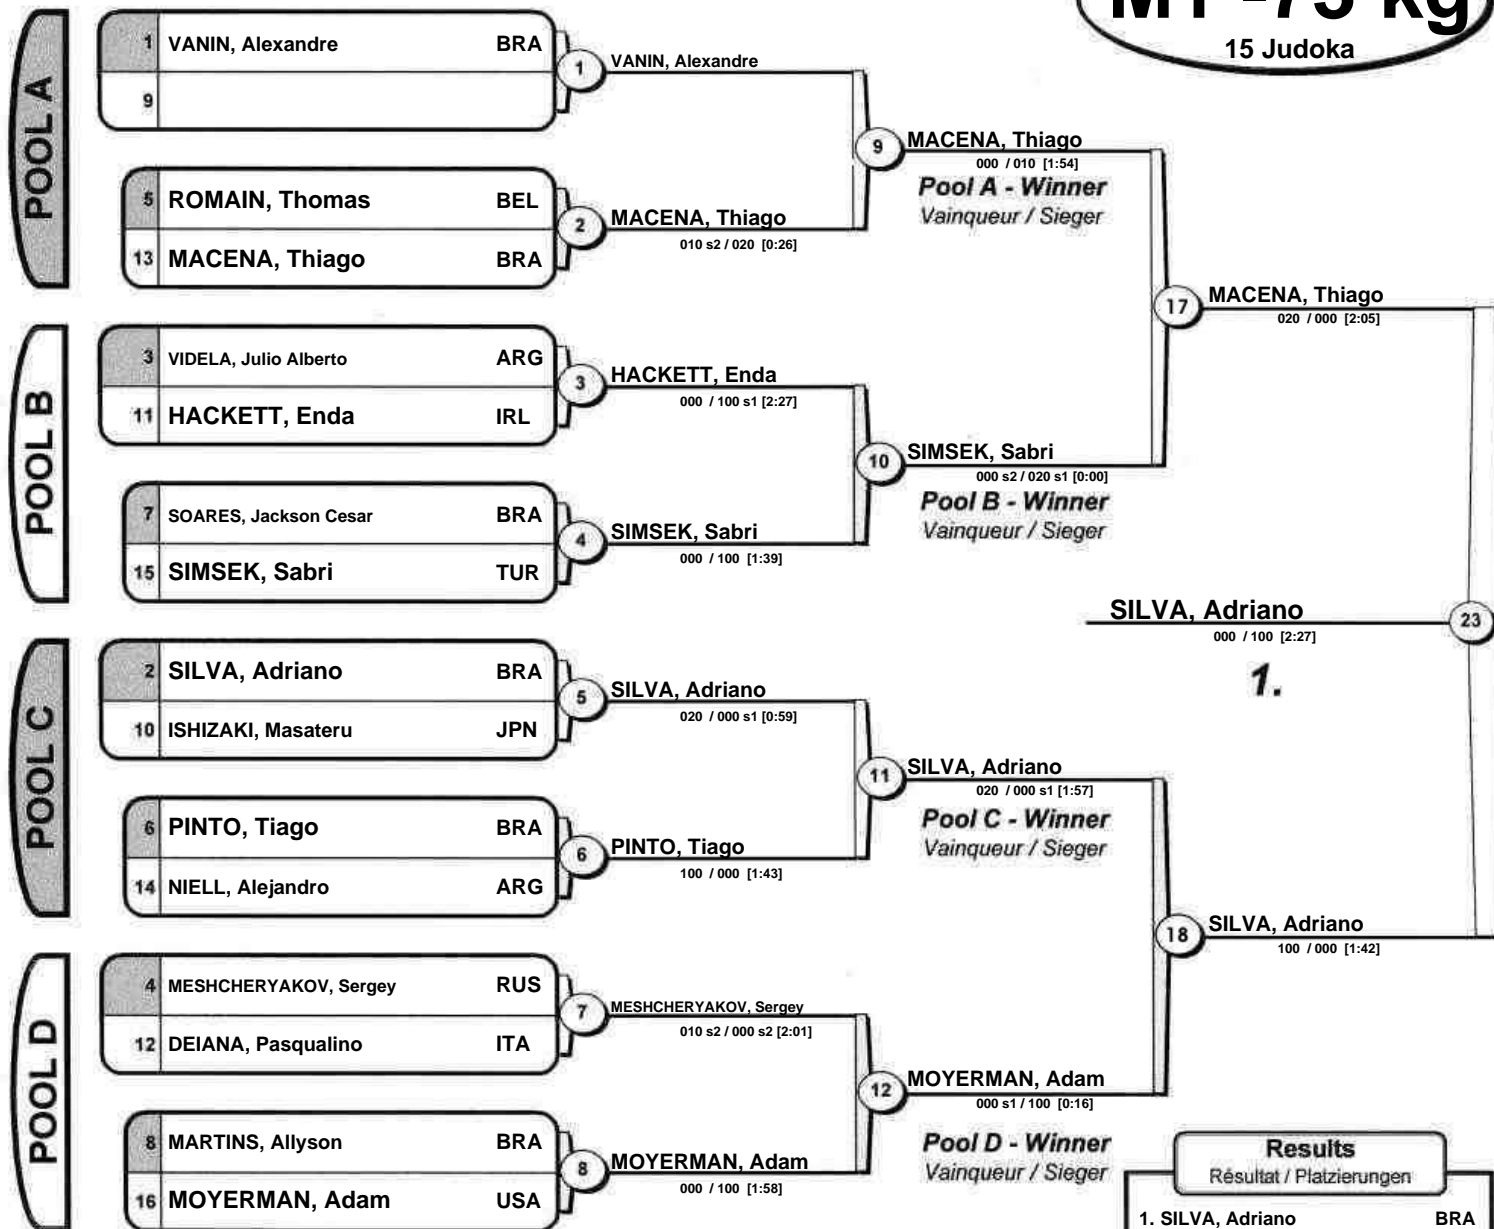 M1 -73 kg
15 Judoka
POOL A
1 VANIN, Alexandre BRA
9
5 ROMAIN, Thomas BEL
13 MACENA, Thiago BRA
1 VANIN, Alexandre
2 MACENA, Thiago
010 s2 / 020 [0:26]
9 MACENA, Thiago
000 / 010 [1:54]
Pool A - Winner
Vainqueur / Sieger
POOL B
3 VIDELA, Julio Alberto ARG
11 HACKETT, Enda IRL
7 SOARES, Jackson Cesar BRA
15 SIMSEK, Sabri TUR
3 HACKETT, Enda
000 / 100 s1 [2:27]
4 SIMSEK, Sabri
000 / 100 [1:39]
10 SIMSEK, Sabri
000 s2 / 020 s1 [0:00]
Pool B - Winner
Vainqueur / Sieger
17 MACENA, Thiago
020 / 000 [2:05]
SILVA, Adriano 23
000 / 100 [2:27]
1.
POOL C
2 SILVA, Adriano BRA
10 ISHIZAKI, Masateru JPN
6 PINTO, Tiago BRA
14 NIELL, Alejandro ARG
5 SILVA, Adriano
020 / 000 s1 [0:59]
6 PINTO, Tiago
100 / 000 [1:43]
11 SILVA, Adriano
020 / 000 s1 [1:57]
Pool C - Winner
Vainqueur / Sieger
POOL D
4 MESHCHERYAKOV, Sergey RUS
12 DEIANA, Pasqualino ITA
8 MARTINS, Allyson BRA
16 MOYERMAN, Adam USA
7 MESHCHERYAKOV, Sergey
010 s2 / 000 s2 [2:01]
8 MOYERMAN, Adam
000 / 100 [1:58]
12 MOYERMAN, Adam
000 s1 / 100 [0:16]
Pool D - Winner
Vainqueur / Sieger
18 SILVA, Adriano
100 / 000 [1:42]
Results
Résultat / Platzierungen
1. SILVA, Adriano BRA